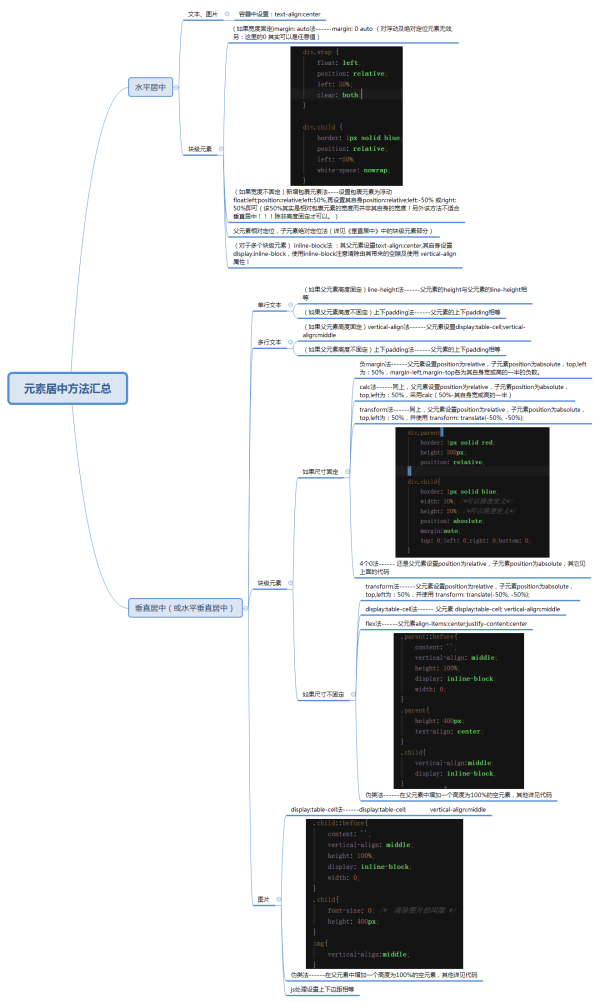 元素居中方法汇总
水平居中
文本、图片
容器中设置：text-align:center
块级元素
（如果宽度固定)margin: auto法------margin: 0 auto （对浮动及绝对定位元素无效,
另：这里的0 其实可以是任意值）
div.wrap {
float: left;
position: relative;
left: 50%;
clear: both;
}
div.child {
border: 1px solid blue;
position: relative;
left: -50%;
white-space: nowrap;
}
（如果宽度不固定）新增包裹元素法----设置包裹元素为浮动
float:left;position:relative;left:50%,再设置其自身position:relative;left:-50% 或right:
50%即可（该50%其实是相对包裹元素的宽度而并非其自身的宽度！另外该方法不适合
垂直居中！！！除非高度固定才可以。）
父元素相对定位，子元素绝对定位法（详见《垂直居中》中的块级元素部分）
（对于多个块级元素） inline-block法 ：其父元素设置text-align:center,其自身设置
display:inline-block，使用inline-block注意清除由其带来的空隙及使用 vertical-align
属性！
垂直居中（或水平垂直居中）
单行文本
（如果父元素高度固定）line-height法------父元素的height与父元素的line-height相
等
（如果父元素高度不固定）上下padding法------父元素的上下padding相等
多行文本
（如果父元素高度固定）vertical-align法------父元素设置display:table-cell;vertical-
align:middle
（如果父元素高度不固定）上下padding法------父元素的上下padding相等
块级元素
如果尺寸固定
负margin法------父元素设置position为relative，子元素position为absolute，top,left
为：50%，margin-left;margin-top各为其自身宽或高的一半的负数。
calc法------同上，父元素设置position为relative，子元素position为absolute，
top,left为：50%，采用calc（50%-其自身宽或高的一半）
transform法------同上，父元素设置position为relative，子元素position为absolute，
top,left为：50%，并使用 transform: translate(-50%, -50%);
div.parent{
border: 1px solid red;
height: 300px;
position: relative;
}
div.child{
border: 1px solid blue;
width: 10%; /*可以随便定义*/
height: 20%; /*可以随便定义*/
position: absolute;
margin:auto;
top: 0;left: 0;right: 0;bottom: 0;
}
4个0法------ 还是父元素设置position为relative，子元素position为absolute，其它见
上面的代码
如果尺寸不固定
transform法------父元素设置position为relative，子元素position为absolute，
top,left为：50%，并使用 transform: translate(-50%, -50%);
display:table-cell法------ 父元素 display:table-cell; vertical-align:middle
flex法------父元素align-items:center;justify-content:center
.parent::before{
content: '';
vertical-align: middle;
height: 100%;
display: inline-block;
width: 0;
}
.parent{
height: 400px;
text-align: center;
}
.child{
vertical-align:middle;
display: inline-block;
}
伪类法------在父元素中增加一个高度为100%的空元素，其他详见代码
图片
display:table-cell法------display:table-cell; vertical-align:middle
.child::before{
content: '';
vertical-align: middle;
height: 100%;
display: inline-block;
width: 0;
}
.child{
font-size: 0; /* 消除图片的间隙 */
height: 400px;
}
img{
vertical-align:middle;
}
伪类法------在父元素中增加一个高度为100%的空元素，其他详见代码
js处理设置上下边距相等